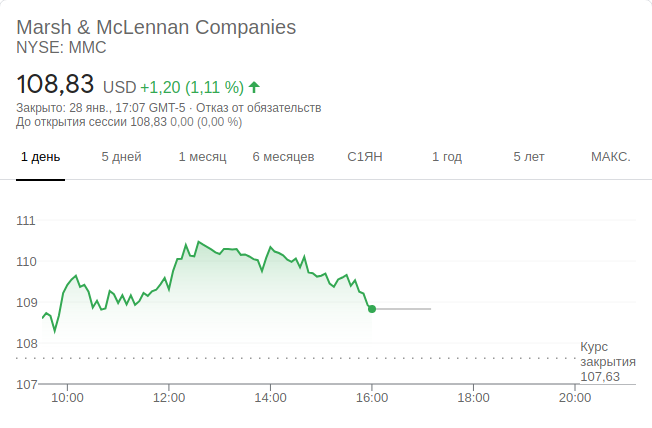 Marsh & McLennan Companies
NYSE: MMC
108,83 USD +1,20 (1,11 %)
Закрыто: 28 янв., 17:07 GMT-5 · Отказ от обязательств
До открытия сессии 108,83 0,00 (0,00 %)
1 день 5 дней 1 месяц 6 месяцев С1ЯН 1 год 5 лет МАКС.
111
110
109
108
Курс
закрытия
107,63
107
10:00 12:00 14:00 16:00 18:00 20:00